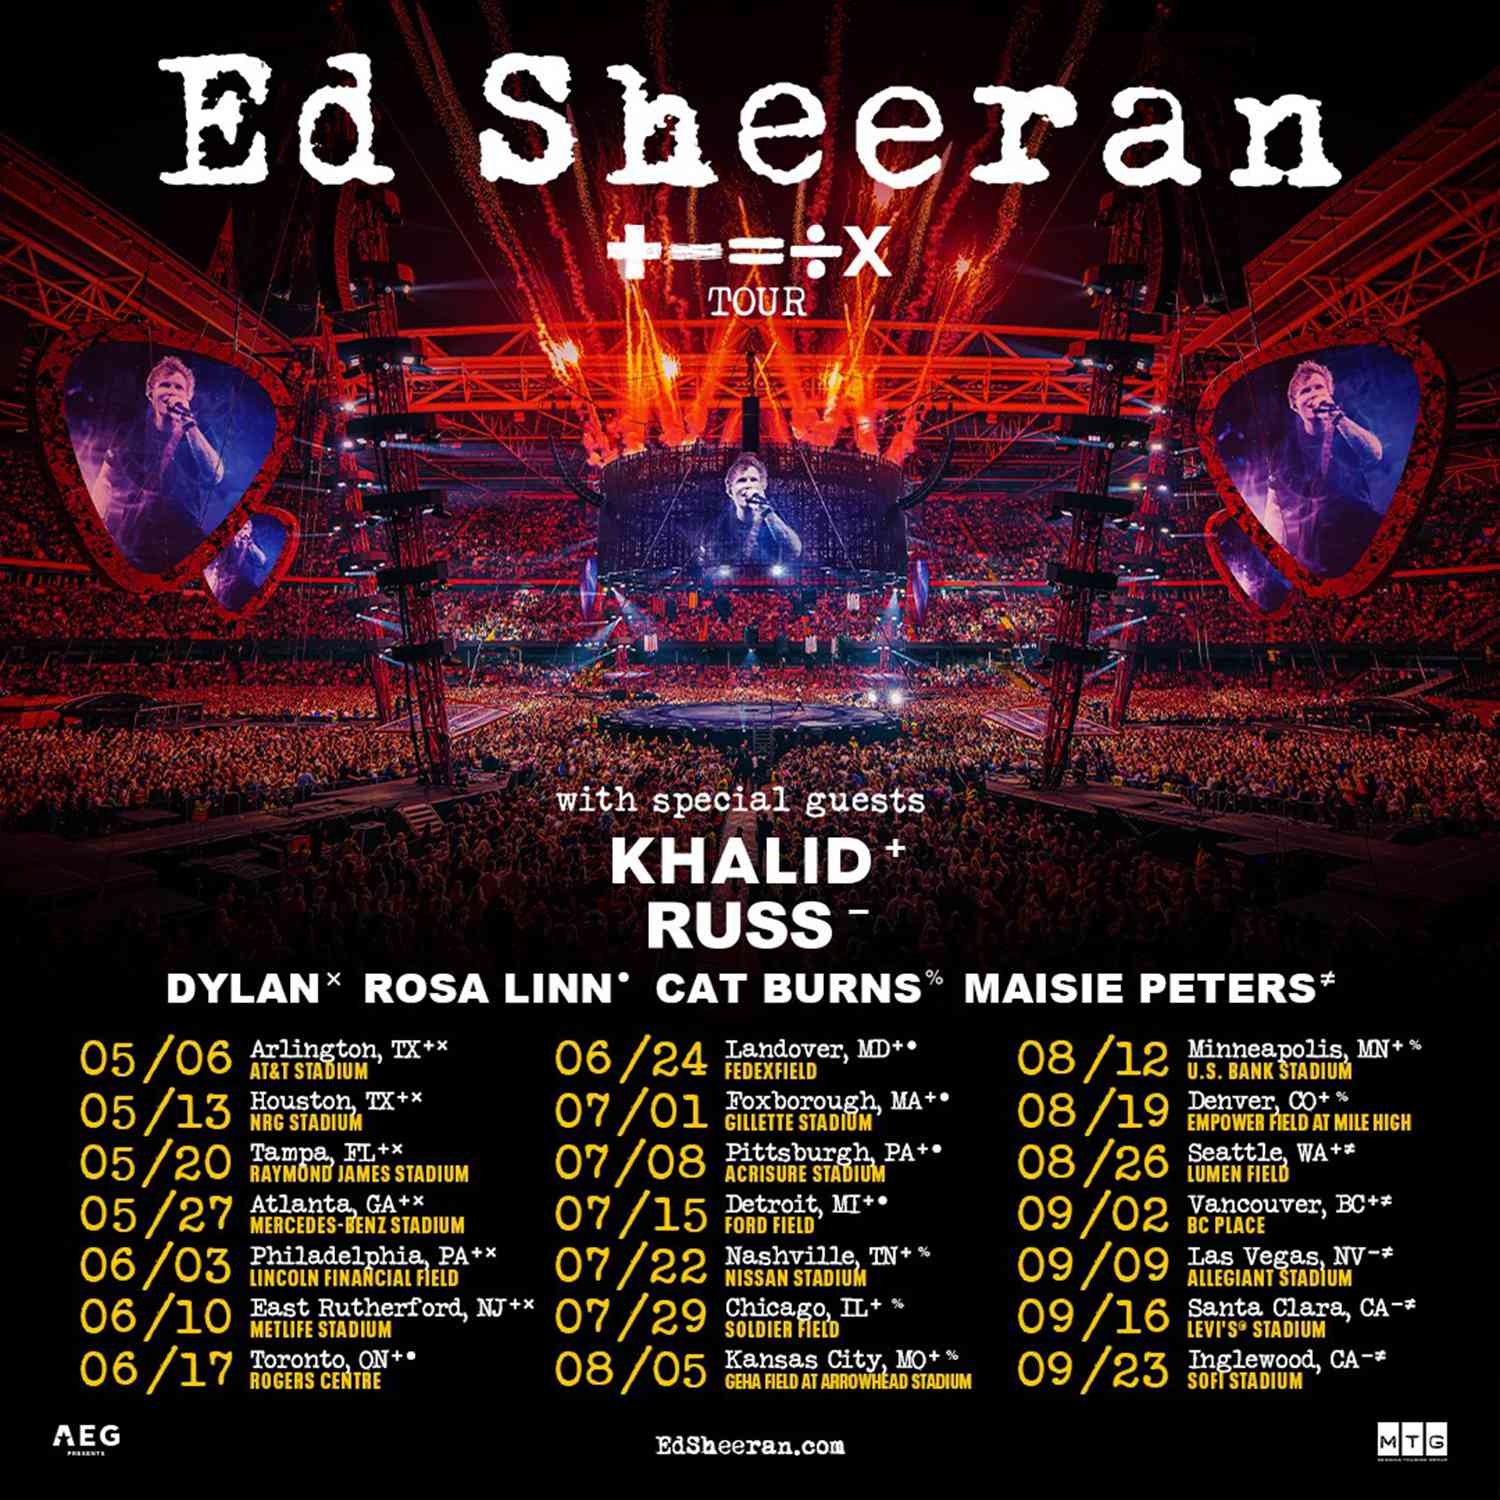 Ed Sheeran
+-=÷x
TOUR
with special guests
KHALID +
RUSS -
DYLAN× ROSA LINN• CAT BURNS% MAISIE PETERS≠
05/06 Arlington, TX+×
AT&T STADIUM
05/13 Houston, TX+×
NRG STADIUM
05/20 Tampa, FL+×
RAYMOND JAMES STADIUM
05/27 Atlanta, GA+×
MERCEDES-BENZ STADIUM
06/03 Philadelphia, PA+×
LINCOLN FINANCIAL FIELD
06/10 East Rutherford, NJ+×
METLIFE STADIUM
06/17 Toronto, ON+•
ROGERS CENTRE
06/24 Landover, MD+•
FEDEXFIELD
07/01 Foxborough, MA+•
GILLETTE STADIUM
07/08 Pittsburgh, PA+•
ACRISURE STADIUM
07/15 Detroit, MI+•
FORD FIELD
07/22 Nashville, TN+ %
NISSAN STADIUM
07/29 Chicago, IL+ %
SOLDIER FIELD
08/05 Kansas City, MO+ %
GEHA FIELD AT ARROWHEAD STADIUM
08/12 Minneapolis, MN+ %
U.S. BANK STADIUM
08/19 Denver, CO+ %
EMPOWER FIELD AT MILE HIGH
08/26 Seattle, WA+≠
LUMEN FIELD
09/02 Vancouver, BC+≠
BC PLACE
09/09 Las Vegas, NV-≠
ALLEGIANT STADIUM
09/16 Santa Clara, CA-≠
LEVI'S® STADIUM
09/23 Inglewood, CA-≠
SOFI STADIUM
AEG
PRESENTS
EdSheeran.com
MTG